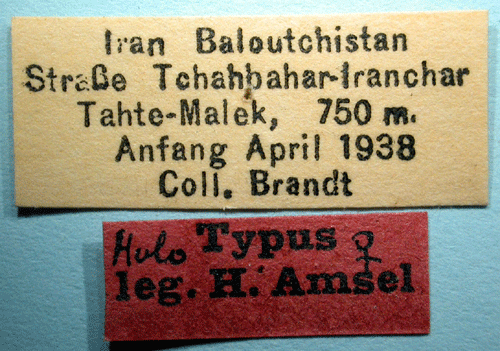 Iran Baloutchistan
Straße Tchahbahar-Iranchar
Tahte-Malek, 750 m.
Anfang April 1938
Coll. Brandt
Holo Typus ♀
leg. H. Amsel